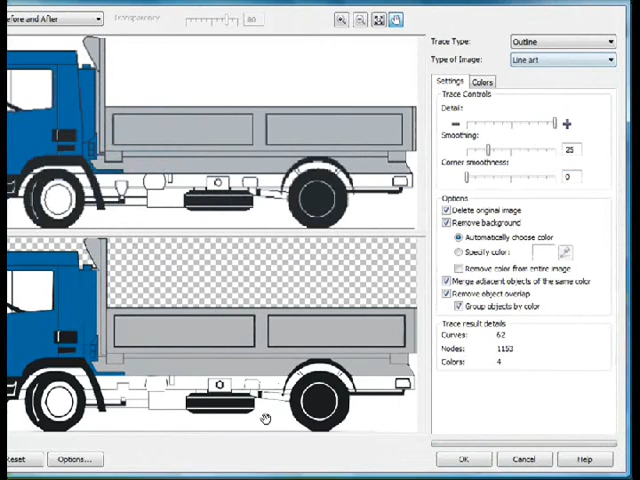 efore and After
Transparency
80
Trace Type:
Outline
Type of Image:
Line art
Settings
Colors
Trace Controls
Detail:
Smoothing:
25
Corner smoothness:
0
Options
Delete original image
Remove background
Automatically choose color
Specify color:
Remove color from entire image
Merge adjacent objects of the same color
Remove object overlap
Group objects by color
Trace result details
Curves: 62
Nodes: 1153
Colors: 4
Reset
Options...
OK
Cancel
Help